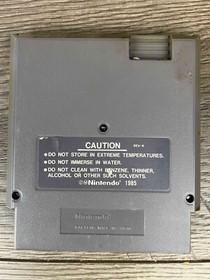 CAUTION
REV-A
●DO NOT STORE IN EXTREME TEMPERATURES.
●DO NOT IMMERSE IN WATER.
●DO NOT CLEAN WITH BENZENE, THINNER,
ALCOHOL OR OTHER SUCH SOLVENTS.
©®Nintendo® 1985
Nintendo